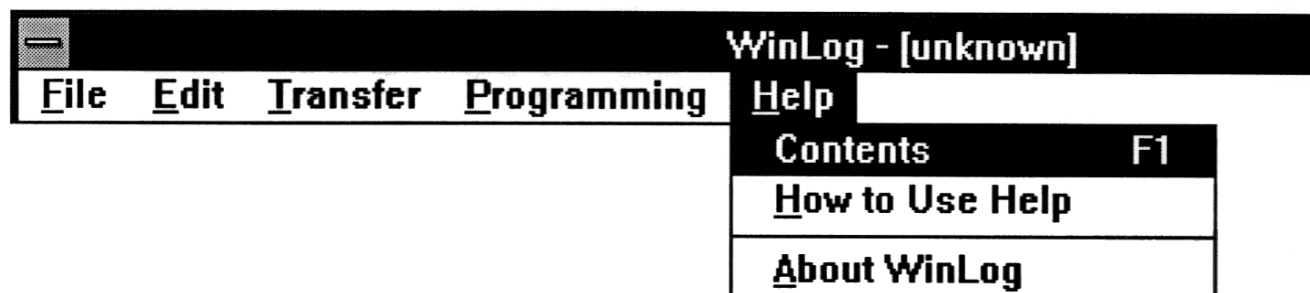 WinLog - [unknown]
File Edit Transfer Programming Help
Contents F1
How to Use Help
About WinLog